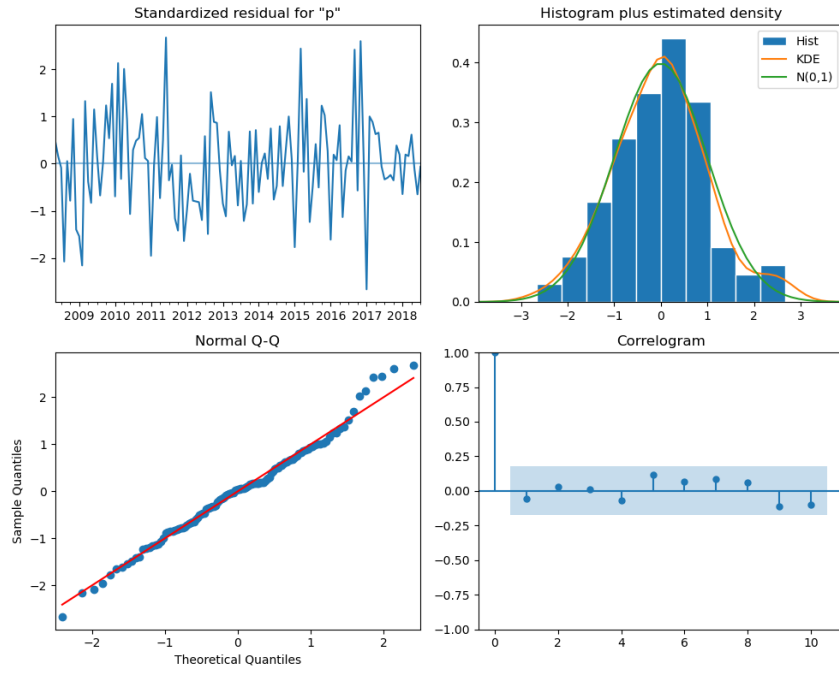 Standardized residual for "p"
2
1
0
−1
−2
2009 2010 2011 2012 2013 2014 2015 2016 2017 2018
Histogram plus estimated density
Hist
KDE
N(0,1)
0.4
0.3
0.2
0.1
0.0
−3 −2 −1 0 1 2 3
Normal Q-Q
Sample Quantiles
2
1
0
−1
−2
−2 −1 0 1 2
Theoretical Quantiles
Correlogram
1.00
0.75
0.50
0.25
0.00
−0.25
−0.50
−0.75
−1.00
0 2 4 6 8 10